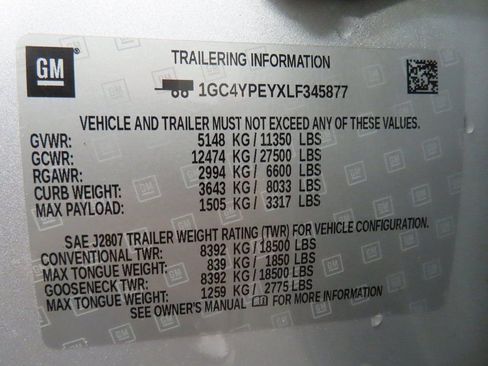 GM
TRAILERING INFORMATION
1GC4YPEYXLF345877
VEHICLE AND TRAILER MUST NOT EXCEED ANY OF THESE VALUES.
GVWR: 5148 KG / 11350 LBS
GCWR: 12474 KG / 27500 LBS
RGAWR: 2994 KG / 6600 LBS
CURB WEIGHT: 3643 KG / 8033 LBS
MAX PAYLOAD: 1505 KG / 3317 LBS
SAE J2807 TRAILER WEIGHT RATING (TWR) FOR VEHICLE CONFIGURATION.
CONVENTIONAL TWR: 8392 KG / 18500 LBS
MAX TONGUE WEIGHT: 839 KG / 1850 LBS
GOOSENECK TWR: 8392 KG / 18500 LBS
MAX TONGUE WEIGHT: 1259 KG / 2775 LBS
SEE OWNER'S MANUAL FOR MORE INFORMATION